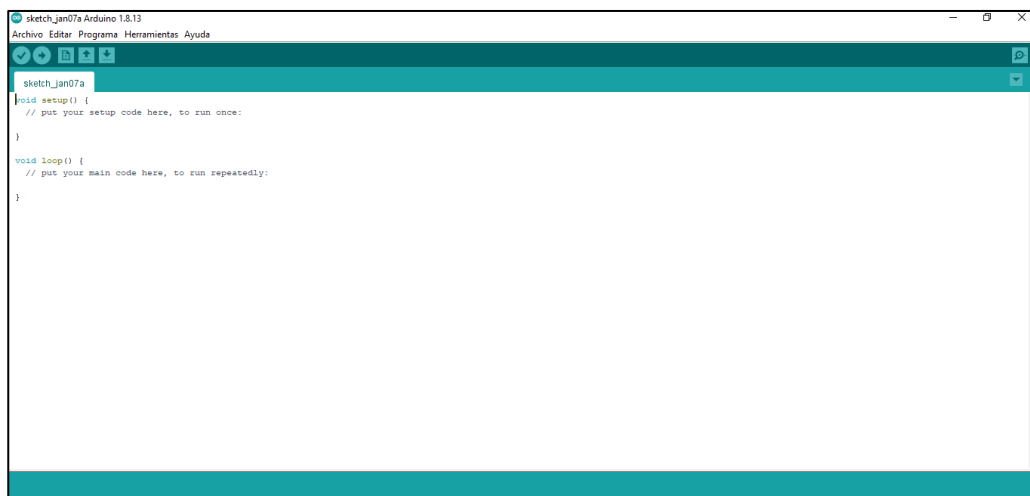 sketch_jan07a Arduino 1.8.13
Archivo Editar Programa Herramientas Ayuda
sketch_jan07a
void setup() {
  // put your setup code here, to run once:
}
void loop() {
  // put your main code here, to run repeatedly:
}